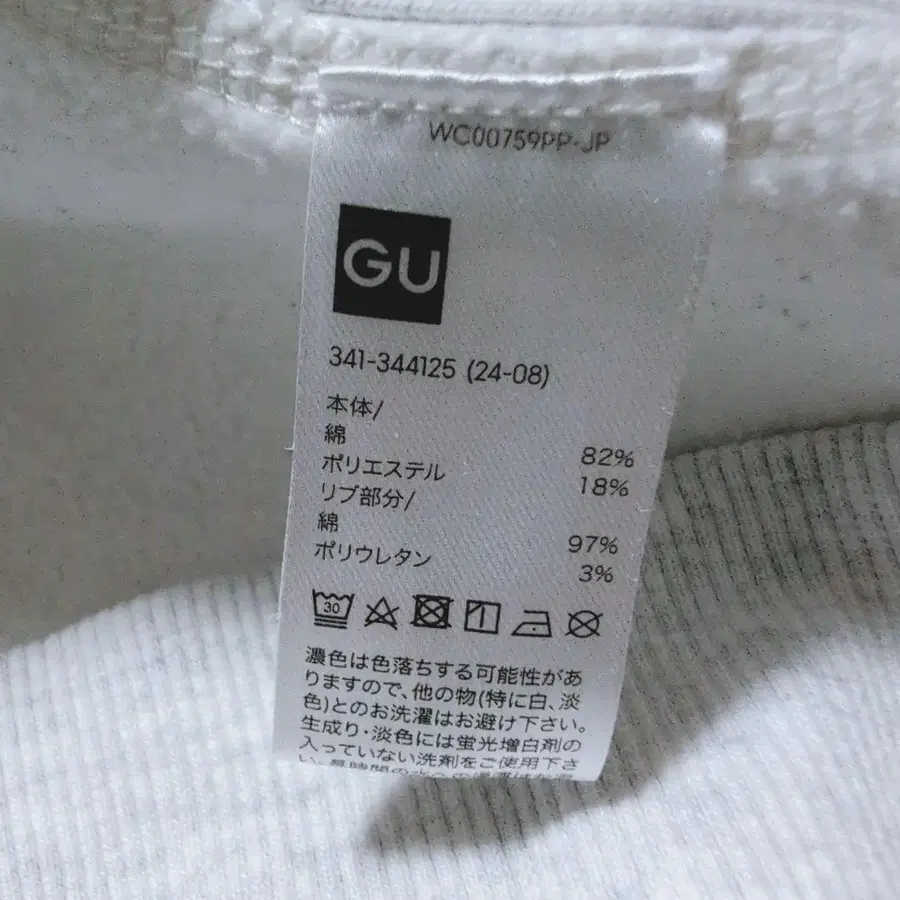 WC00759PP-JP
GU
341-344125 (24-08)
本体/
綿 82%
ポリエステル 18%
リブ部分/
綿 97%
ポリウレタン 3%
30
濃色は色落ちする可能性があ
りますので、他の物(特に白、淡
色)とのお洗濯はお避け下さい。
生成り・淡色には蛍光増白剤の
入っていない洗剤をご使用下さ
い。長時間の